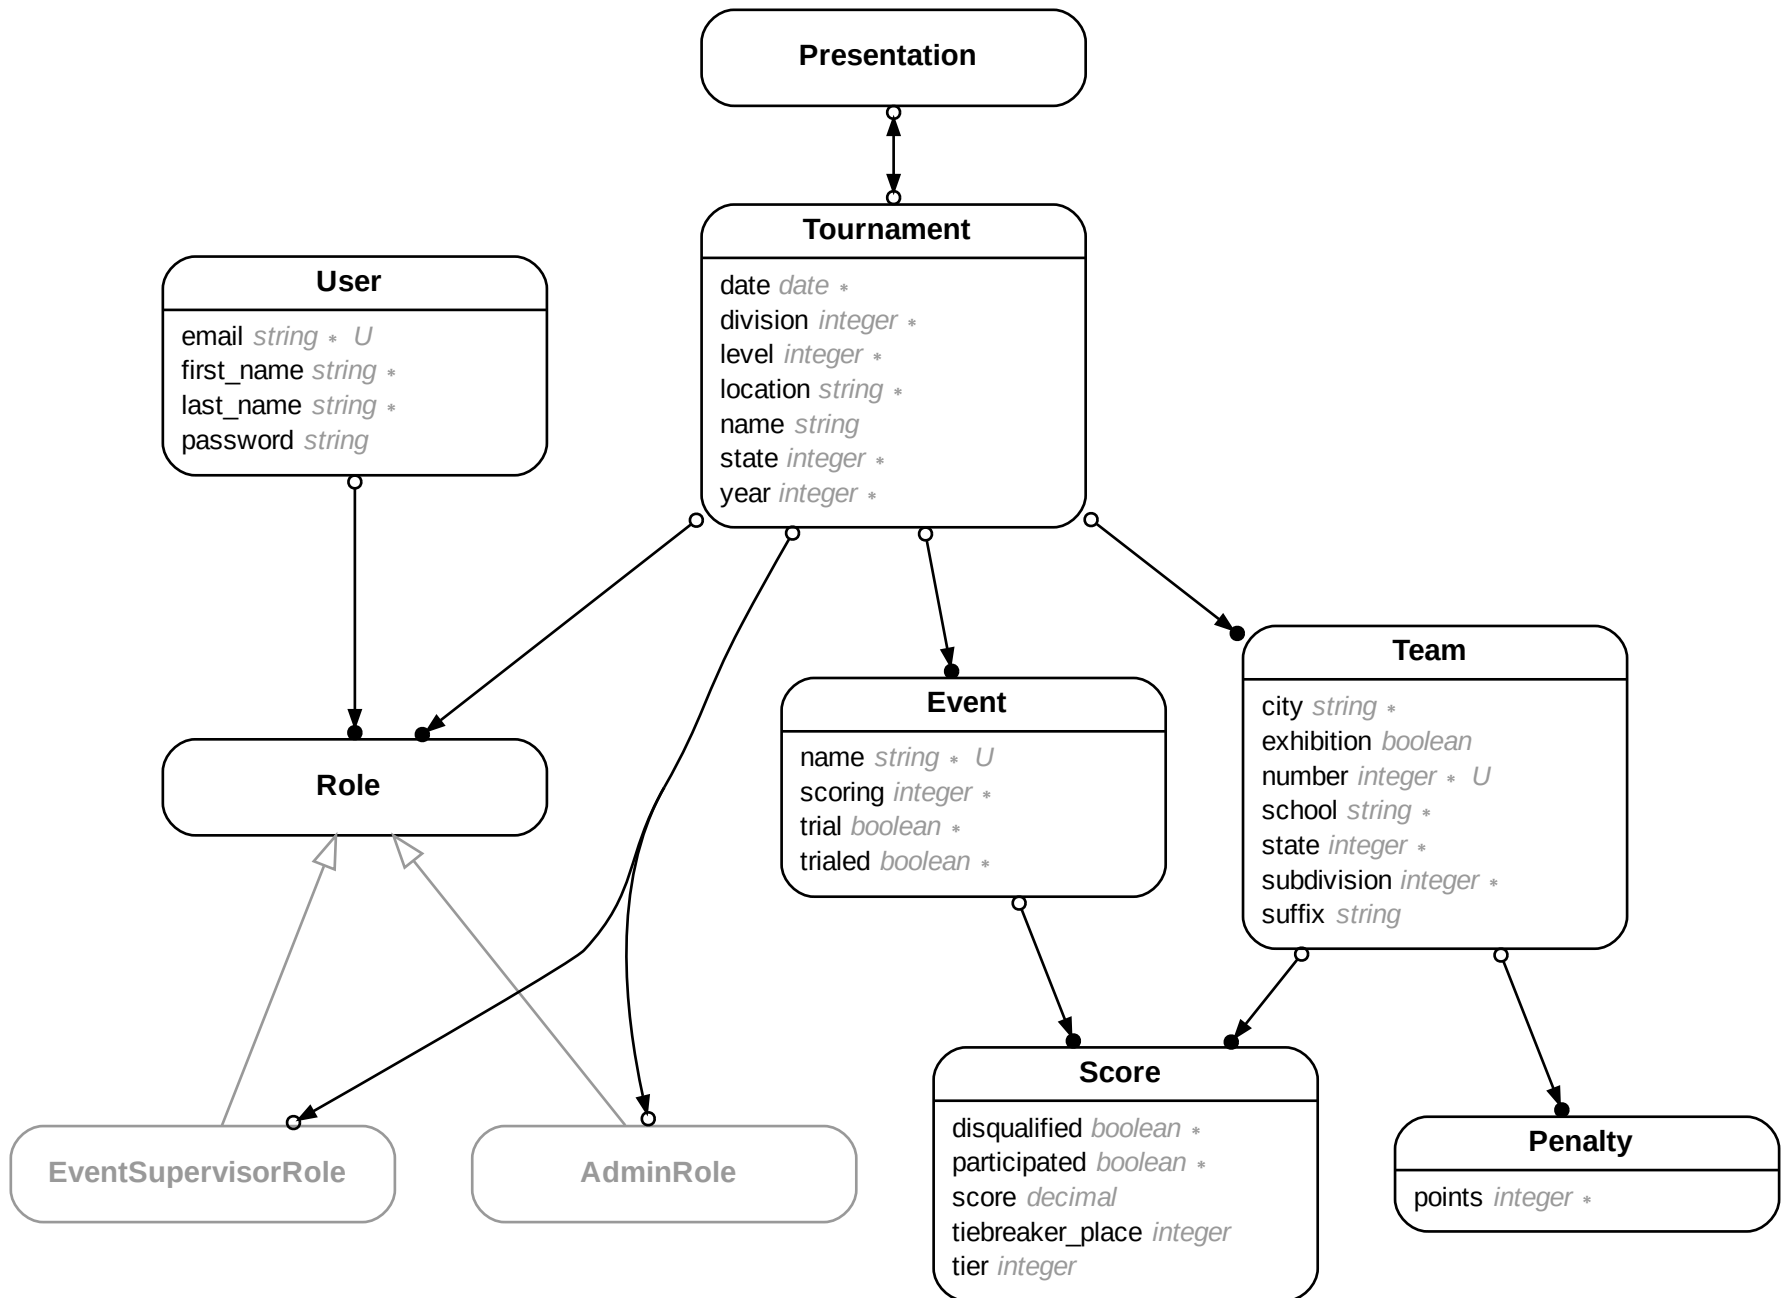 Presentation
Tournament
date date *
division integer *
level integer *
location string *
name string
state integer *
year integer *
User
email string * U
first_name string *
last_name string *
password string
Role
Event
name string * U
scoring integer *
trial boolean *
trialed boolean *
Team
city string *
exhibition boolean
number integer * U
school string *
state integer *
subdivision integer *
suffix string
EventSupervisorRole
AdminRole
Score
disqualified boolean *
participated boolean *
score decimal
tiebreaker_place integer
tier integer
Penalty
points integer *